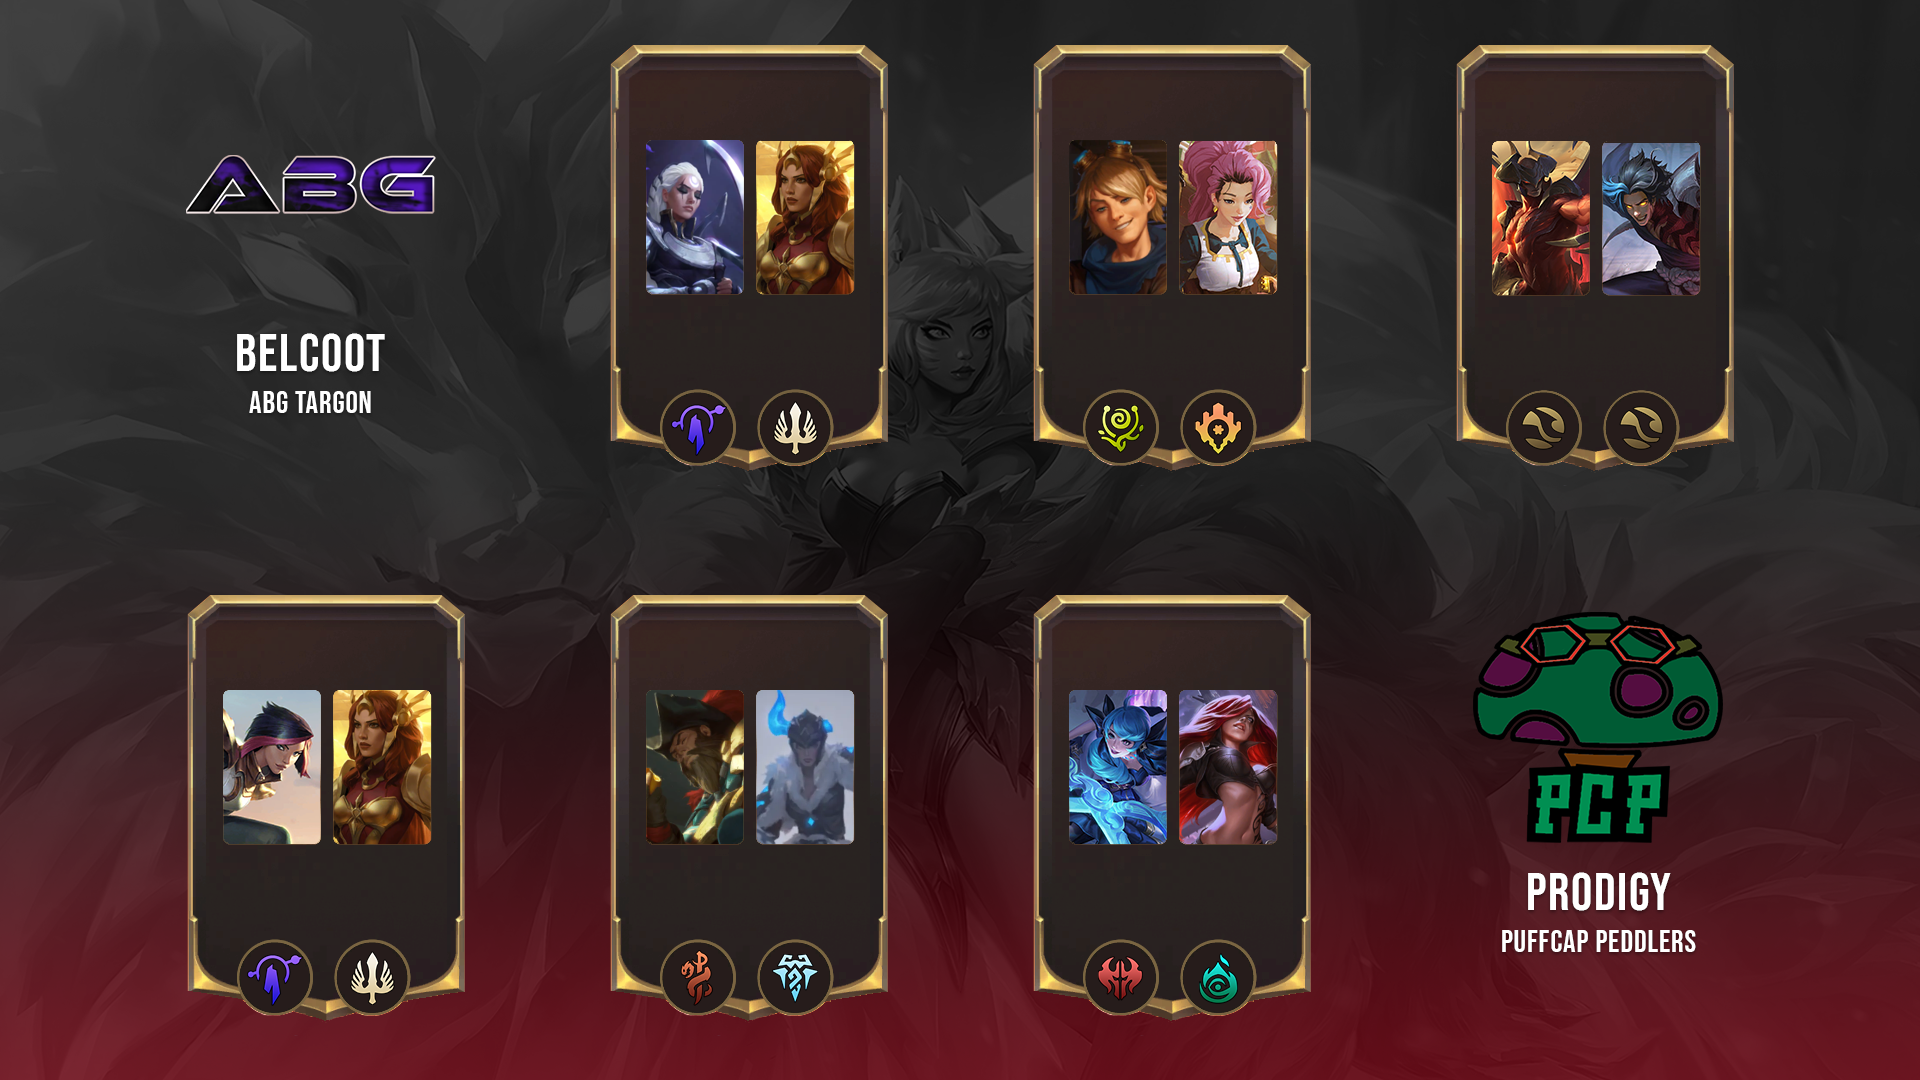 ABG
BELCOOT
ABG TARGON
PCP
PRODIGY
PUFFCAP PEDDLERS